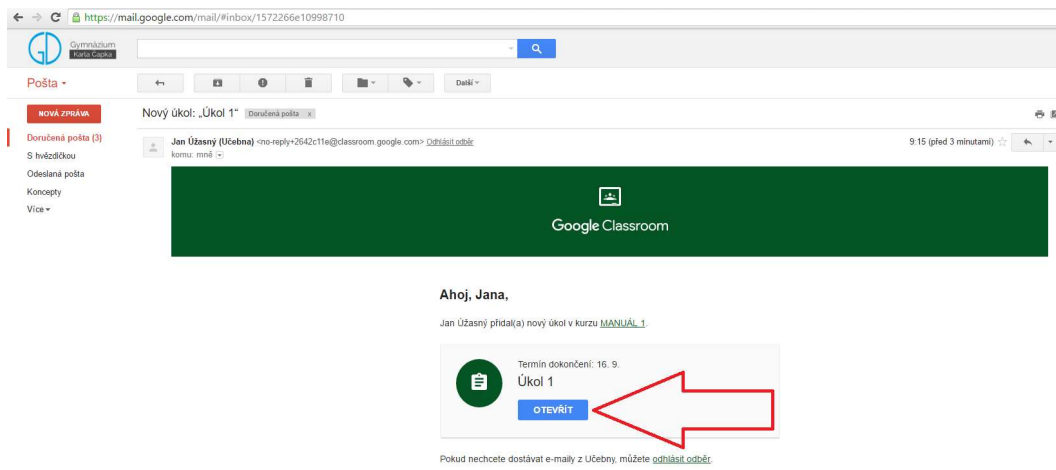 https://mail.google.com/mail/#inbox/1572266e10998710
Gymnázium
Karla Čapka
Pošta
Další
NOVÁ ZPRÁVA
Nový úkol: „Úkol 1“ Doručená pošta x
Doručená pošta (3)
Jan Úžasný (Učebna) <no-reply+2642c11e@classroom.google.com> Odhlásit odběr
9:15 (před 3 minutami)
komu: mně
S hvězdičkou
Odeslaná pošta
Koncepty
Více
Google Classroom
Ahoj, Jana,
Jan Úžasný přidal(a) nový úkol v kurzu MANUÁL 1.
Termín dokončení: 16. 9.
Úkol 1
OTEVŘÍT
Pokud nechcete dostávat e-maily z Učebny, můžete odhlásit odběr.